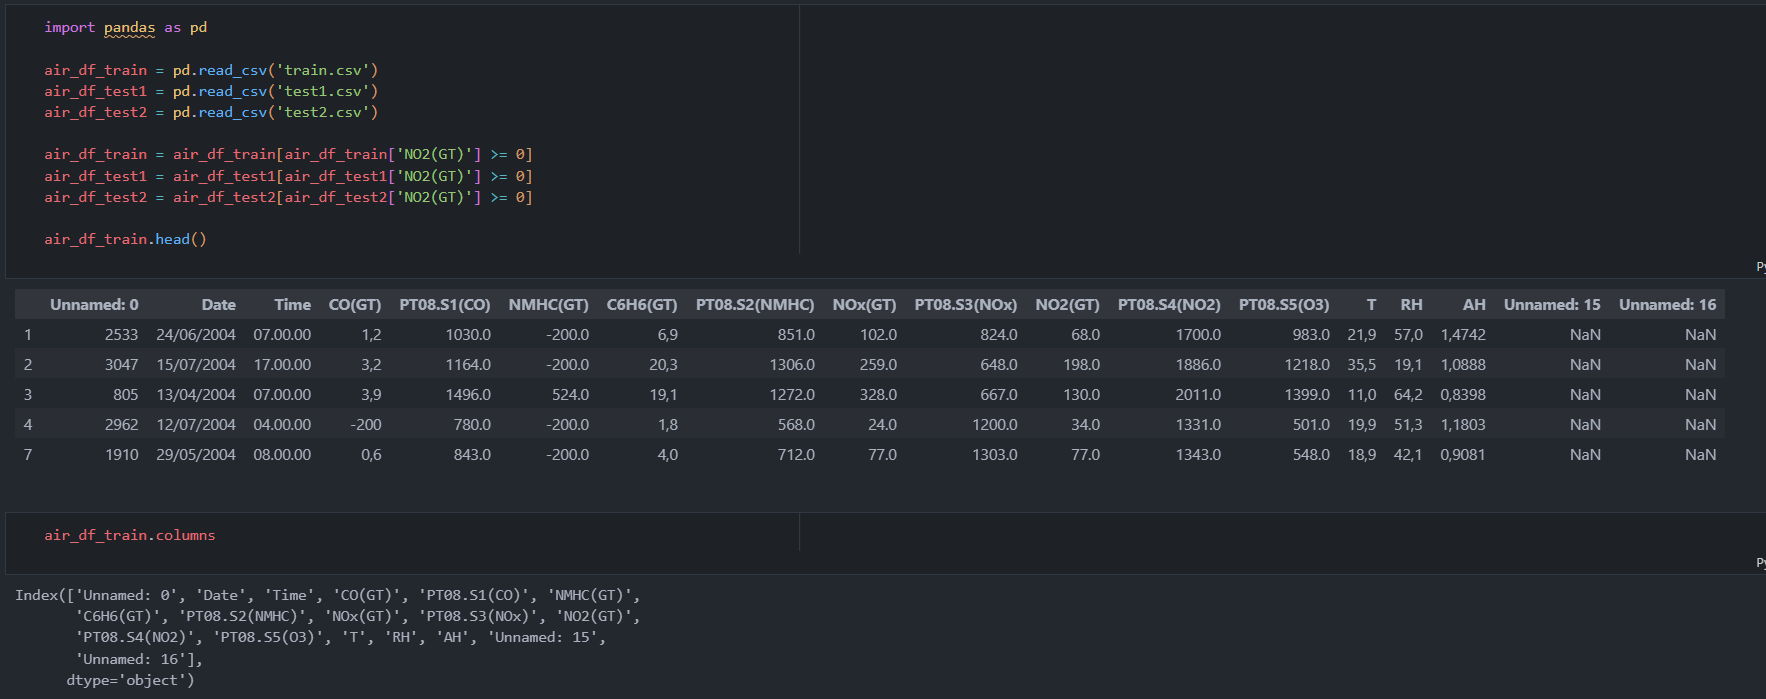 import pandas as pd
air_df_train = pd.read_csv('train.csv')
air_df_test1 = pd.read_csv('test1.csv')
air_df_test2 = pd.read_csv('test2.csv')
air_df_train = air_df_train[air_df_train['NO2(GT)'] >= 0]
air_df_test1 = air_df_test1[air_df_test1['NO2(GT)'] >= 0]
air_df_test2 = air_df_test2[air_df_test2['NO2(GT)'] >= 0]
air_df_train.head()
Py
Unnamed: 0 Date Time CO(GT) PT08.S1(CO) NMHC(GT) C6H6(GT) PT08.S2(NMHC) NOx(GT) PT08.S3(NOx) NO2(GT) PT08.S4(NO2) PT08.S5(O3) T RH AH Unnamed: 15 Unnamed: 16
1 2533 24/06/2004 07.00.00 1,2 1030.0 -200.0 6,9 851.0 102.0 824.0 68.0 1700.0 983.0 21,9 57,0 1,4742 NaN NaN
2 3047 15/07/2004 17.00.00 3,2 1164.0 -200.0 20,3 1306.0 259.0 648.0 198.0 1886.0 1218.0 35,5 19,1 1,0888 NaN NaN
3 805 13/04/2004 07.00.00 3,9 1496.0 524.0 19,1 1272.0 328.0 667.0 130.0 2011.0 1399.0 11,0 64,2 0,8398 NaN NaN
4 2962 12/07/2004 04.00.00 -200 780.0 -200.0 1,8 568.0 24.0 1200.0 34.0 1331.0 501.0 19,9 51,3 1,1803 NaN NaN
7 1910 29/05/2004 08.00.00 0,6 843.0 -200.0 4,0 712.0 77.0 1303.0 77.0 1343.0 548.0 18,9 42,1 0,9081 NaN NaN
air_df_train.columns
Py
Index(['Unnamed: 0', 'Date', 'Time', 'CO(GT)', 'PT08.S1(CO)', 'NMHC(GT)',
'C6H6(GT)', 'PT08.S2(NMHC)', 'NOx(GT)', 'PT08.S3(NOx)', 'NO2(GT)',
'PT08.S4(NO2)', 'PT08.S5(O3)', 'T', 'RH', 'AH', 'Unnamed: 15',
'Unnamed: 16'],
dtype='object')